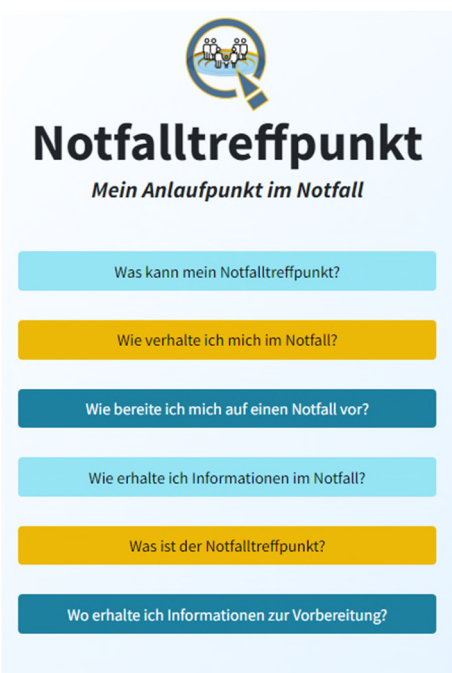 Notfalltreffpunkt
Mein Anlaufpunkt im Notfall
Was kann mein Notfalltreffpunkt?
Wie verhalte ich mich im Notfall?
Wie bereite ich mich auf einen Notfall vor?
Wie erhalte ich Informationen im Notfall?
Was ist der Notfalltreffpunkt?
Wo erhalte ich Informationen zur Vorbereitung?